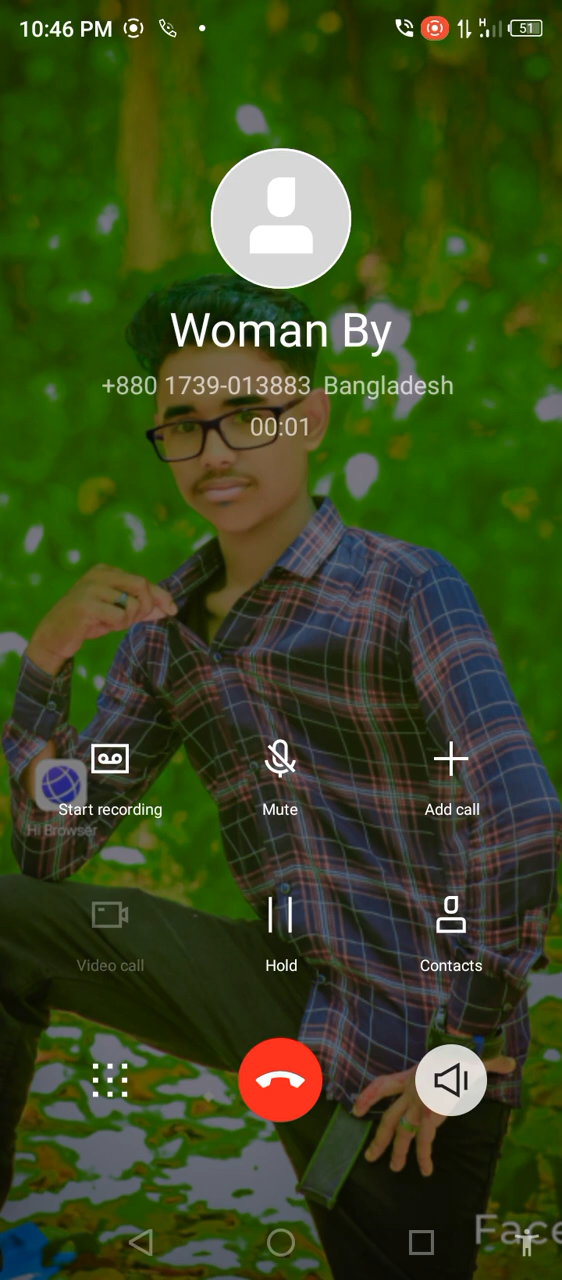 10:46 PM H 51
Woman By
+880 1739-013883 Bangladesh
00:01
Start recording Mute Add call
Hi Browser
Video call Hold Contacts
Face